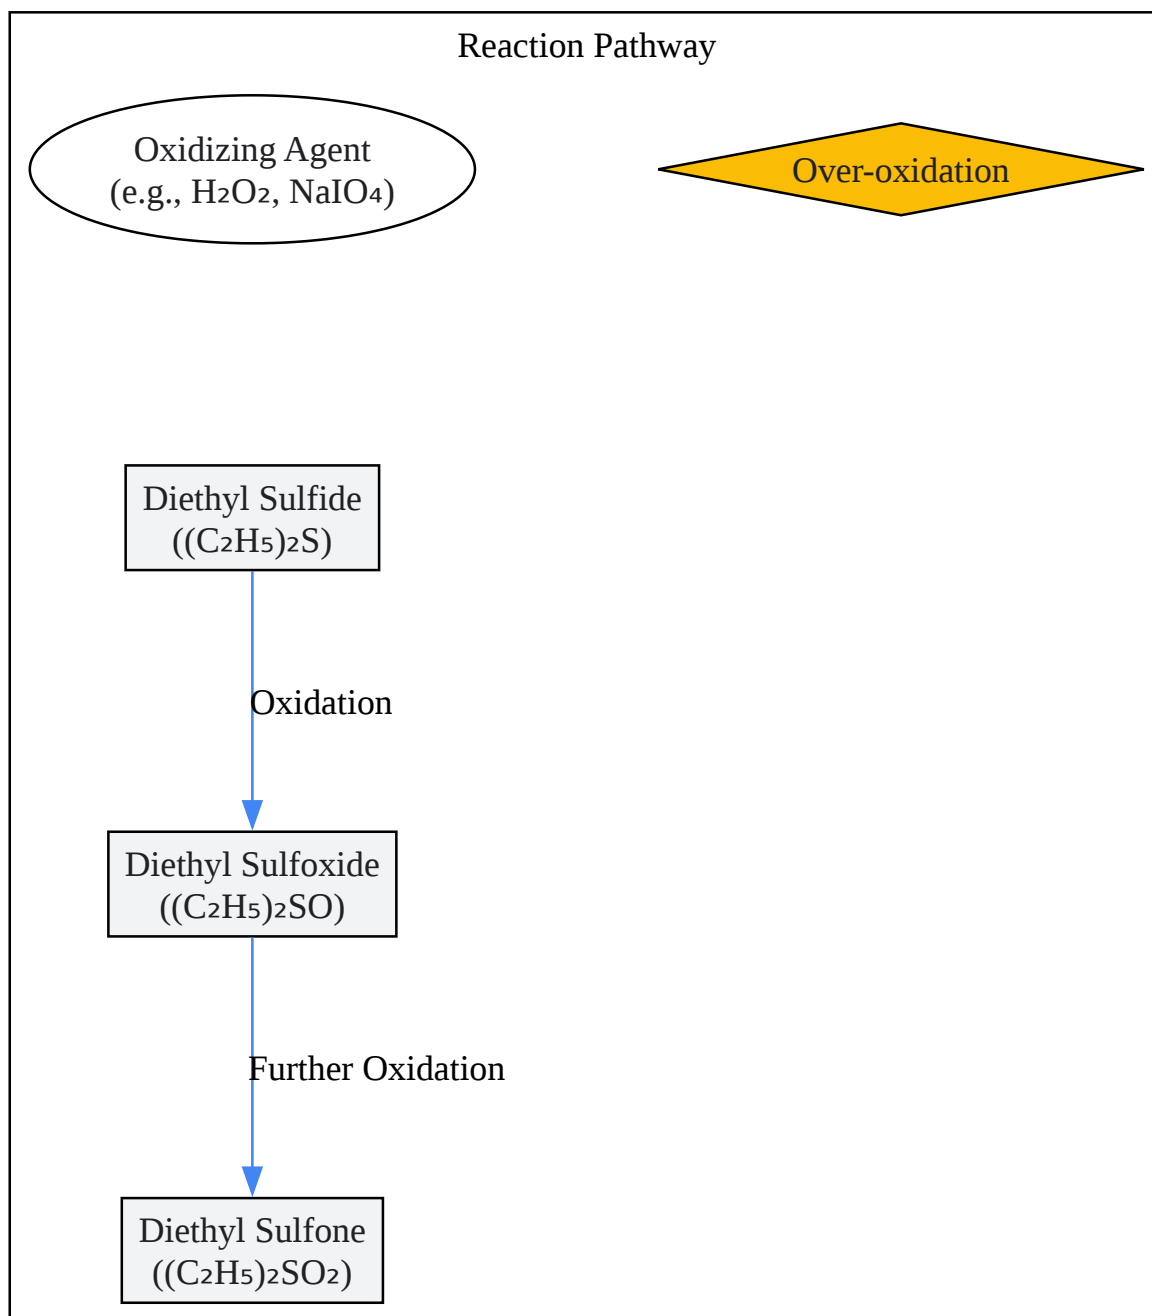 Reaction Pathway
Oxidizing Agent
(e.g., H₂O₂, NaIO₄)
Over-oxidation
Diethyl Sulfide
((C₂H₅)₂S)
Oxidation
Diethyl Sulfoxide
((C₂H₅)₂SO)
Further Oxidation
Diethyl Sulfone
((C₂H₅)₂SO₂)